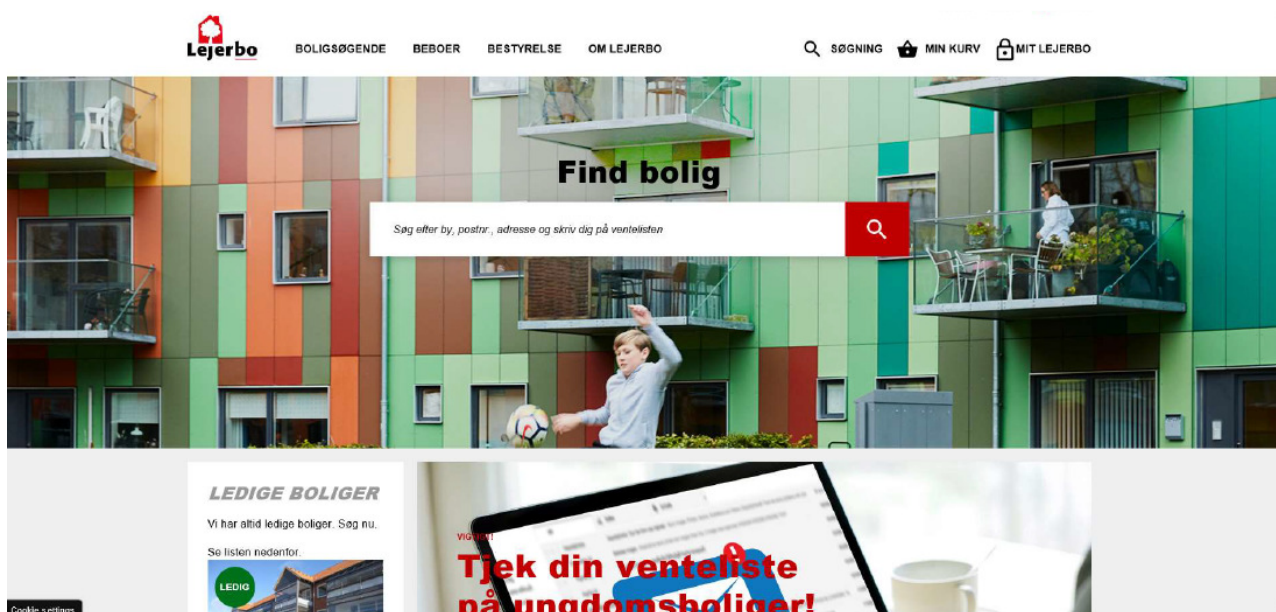 Lejerbo
BOLIGSØGENDE BEBOER BESTYRELSE OM LEJERBO
SØGNING MIN KURV MIT LEJERBO
Find bolig
Søg efter by, postnr., adresse og skriv dig på ventelisten
LEDIGE BOLIGER
Vi har altid ledige boliger. Søg nu.
Se listen nedenfor.
LEDIG
Tjek din venteliste
på ungdomsboliger!
Cookie settings